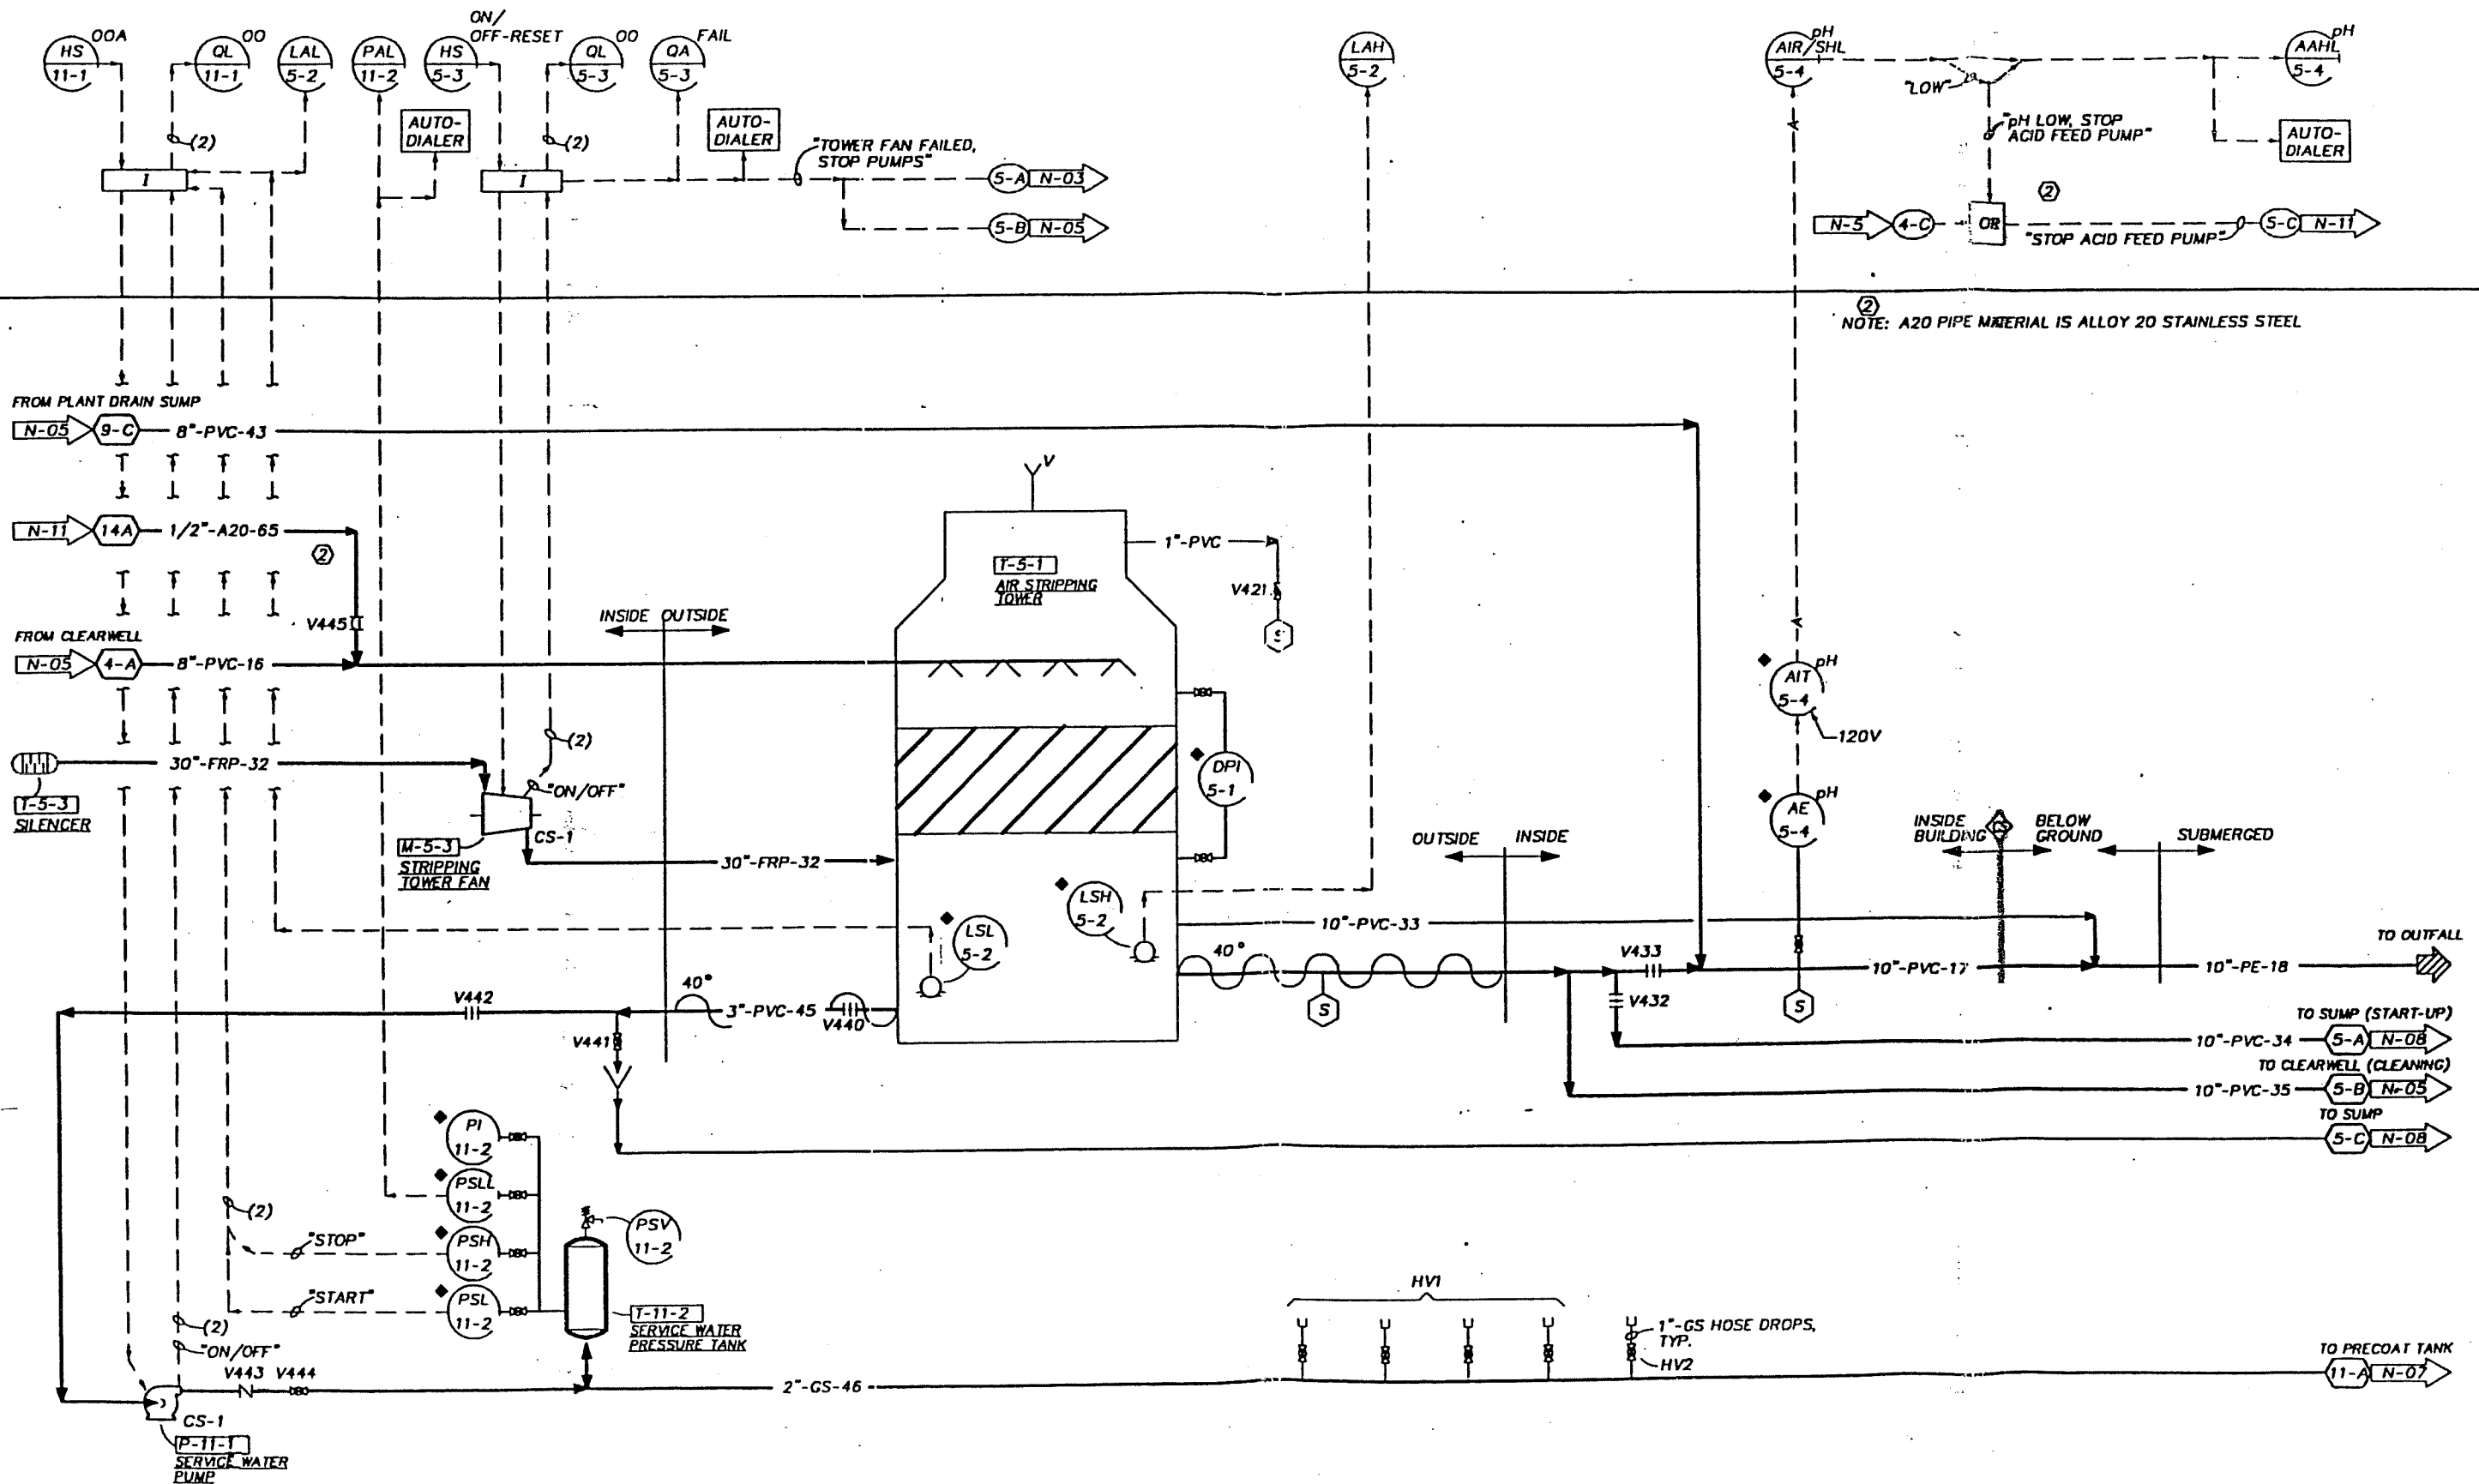 HS 11-1 OOA
QL 11-1 OO
LAL 5-2
PAL 11-2
HS 5-3 ON/ OFF-RESET
QL 5-3 OO
QA 5-3 FAIL
LAH 5-2
AIR/SHL 5-4 pH
AAHL 5-4 pH
"LOW"
(2)
AUTO-
DIALER
(2)
AUTO-
DIALER
"TOWER FAN FAILED,
STOP PUMPS"
"pH LOW, STOP
ACID FEED PUMP"
AUTO-
DIALER
I
I
5-A N-03
5-B N-05
2
N-5 4-C
OR
"STOP ACID FEED PUMP"
5-C N-11
2
NOTE: A20 PIPE MATERIAL IS ALLOY 20 STAINLESS STEEL
FROM PLANT DRAIN SUMP
N-05 9-C 8"-PVC-43
V
N-11 14A 1/2"-A20-65
2
1"-PVC
T-5-1
AIR STRIPPING
TOWER
V421
S
V445
INSIDE OUTSIDE
FROM CLEARWELL
N-05 4-A 8"-PVC-16
AIT 5-4 pH
120V
(2)
30"-FRP-32
T-5-3
SILENCER
"ON/OFF"
CS-1
M-5-3
STRIPPING
TOWER FAN
30"-FRP-32
DPI 5-1
AE 5-4 pH
OUTSIDE INSIDE
INSIDE
BUILDING
BELOW
GROUND
SUBMERGED
LSH 5-2
LSL 5-2
10"-PVC-33
40°
V433
V432
S
S
10"-PVC-17
10"-PE-18
TO OUTFALL
V442
40°
3"-PVC-45
V440
V441
TO SUMP (START-UP)
10"-PVC-34 5-A N-08
TO CLEARWELL (CLEANING)
10"-PVC-35 5-B N-05
TO SUMP
5-C N-08
PI 11-2
PSLL 11-2
(2)
"STOP"
PSH 11-2
PSV 11-2
"START"
PSL 11-2
T-11-2
SERVICE WATER
PRESSURE TANK
HV1
1"-GS HOSE DROPS,
TYP.
HV2
(2)
"ON/OFF"
V443 V444
2"-GS-46
TO PRECOAT TANK
11-A N-07
CS-1
P-11-1
SERVICE WATER
PUMP